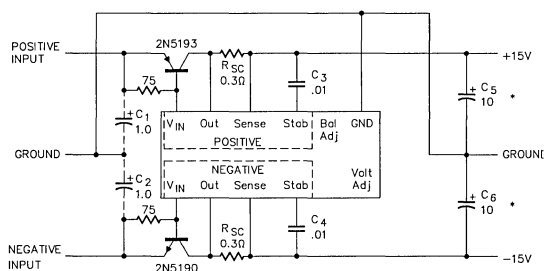 POSITIVE
INPUT
2N5193
RSC
0.3Ω
+15V
75
C3
.01
+C1
1.0
VIN
Out
Sense
Stab
Bal
Adj
GND
POSITIVE
+C5
10
*
GROUND
GROUND
+C2
1.0
NEGATIVE
VIN
Out
Sense
Stab
Volt
Adj
+C6
10
*
75
RSC
0.3Ω
C4
.01
NEGATIVE
INPUT
2N5190
-15V